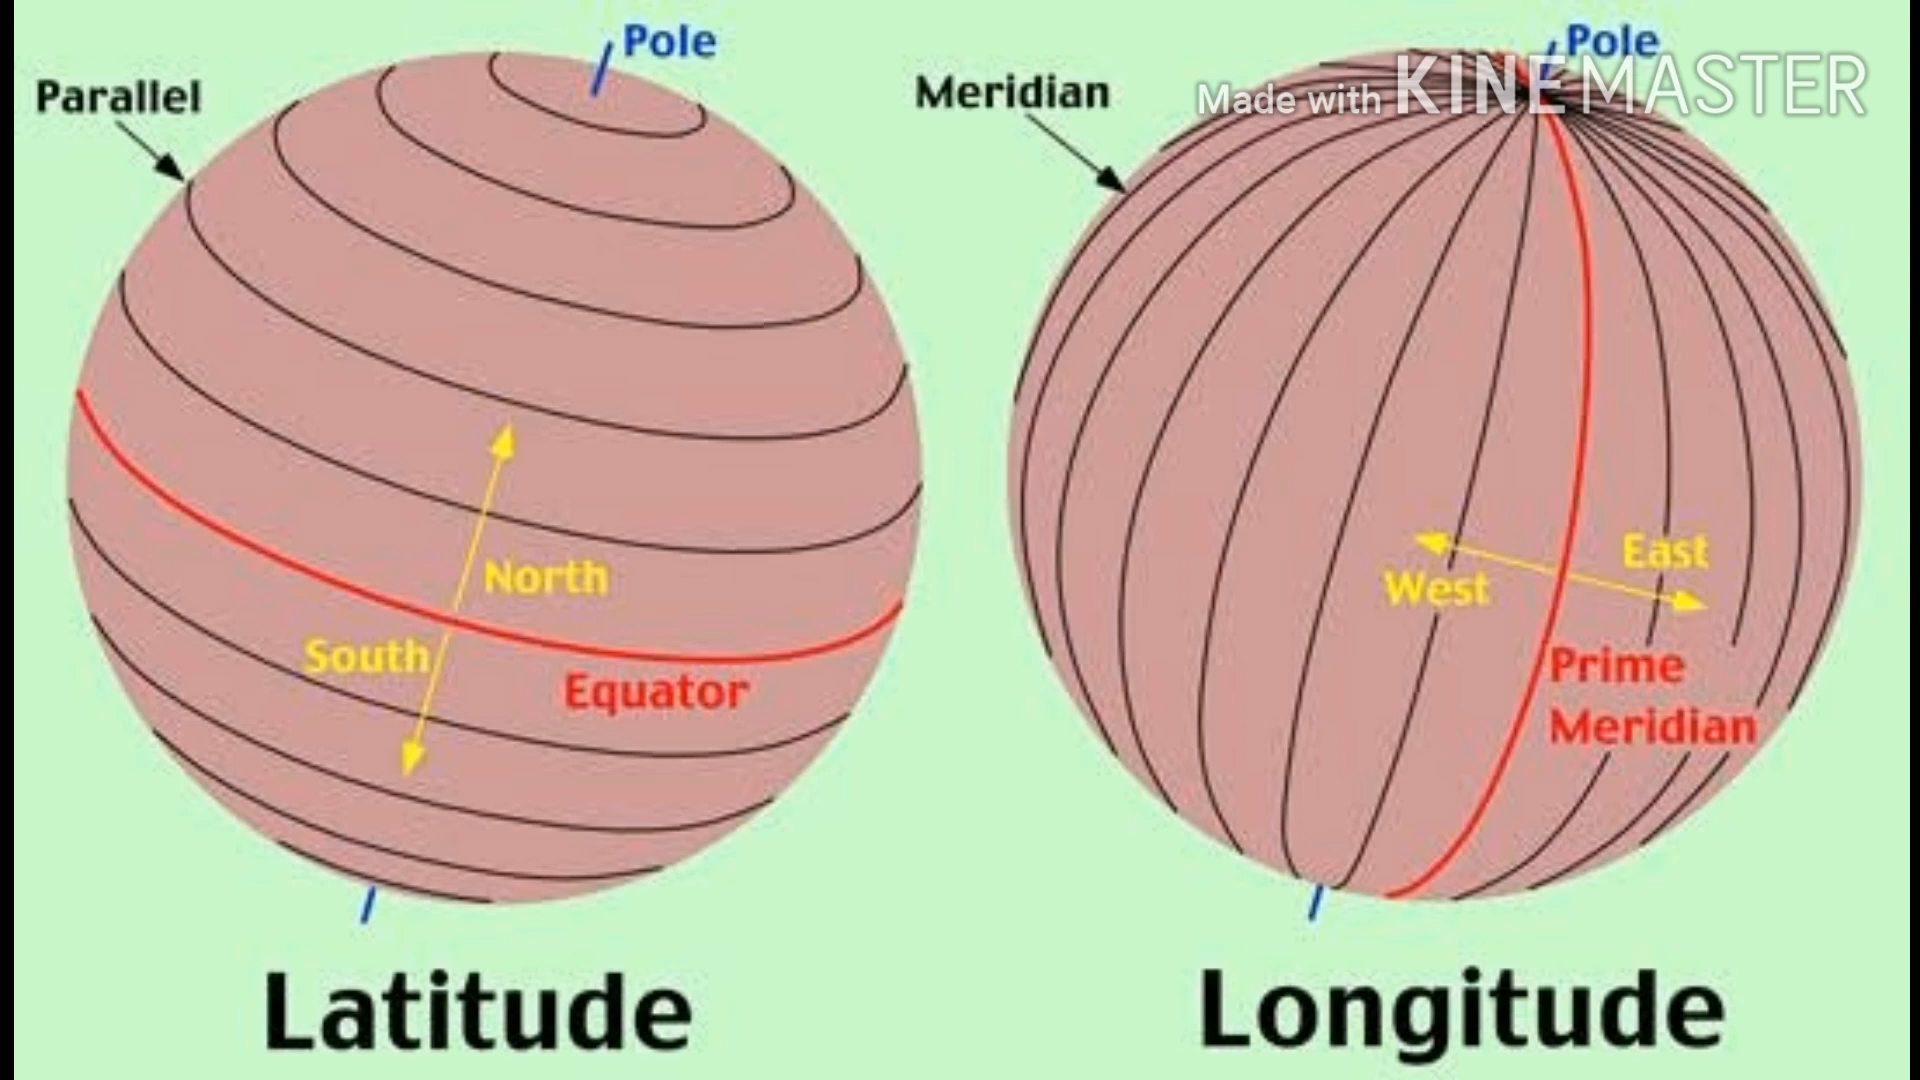 Pole
Parallel
North
South
Equator
Latitude
Pole
Meridian
Made with KINEMASTER
East
West
Prime
Meridian
Longitude